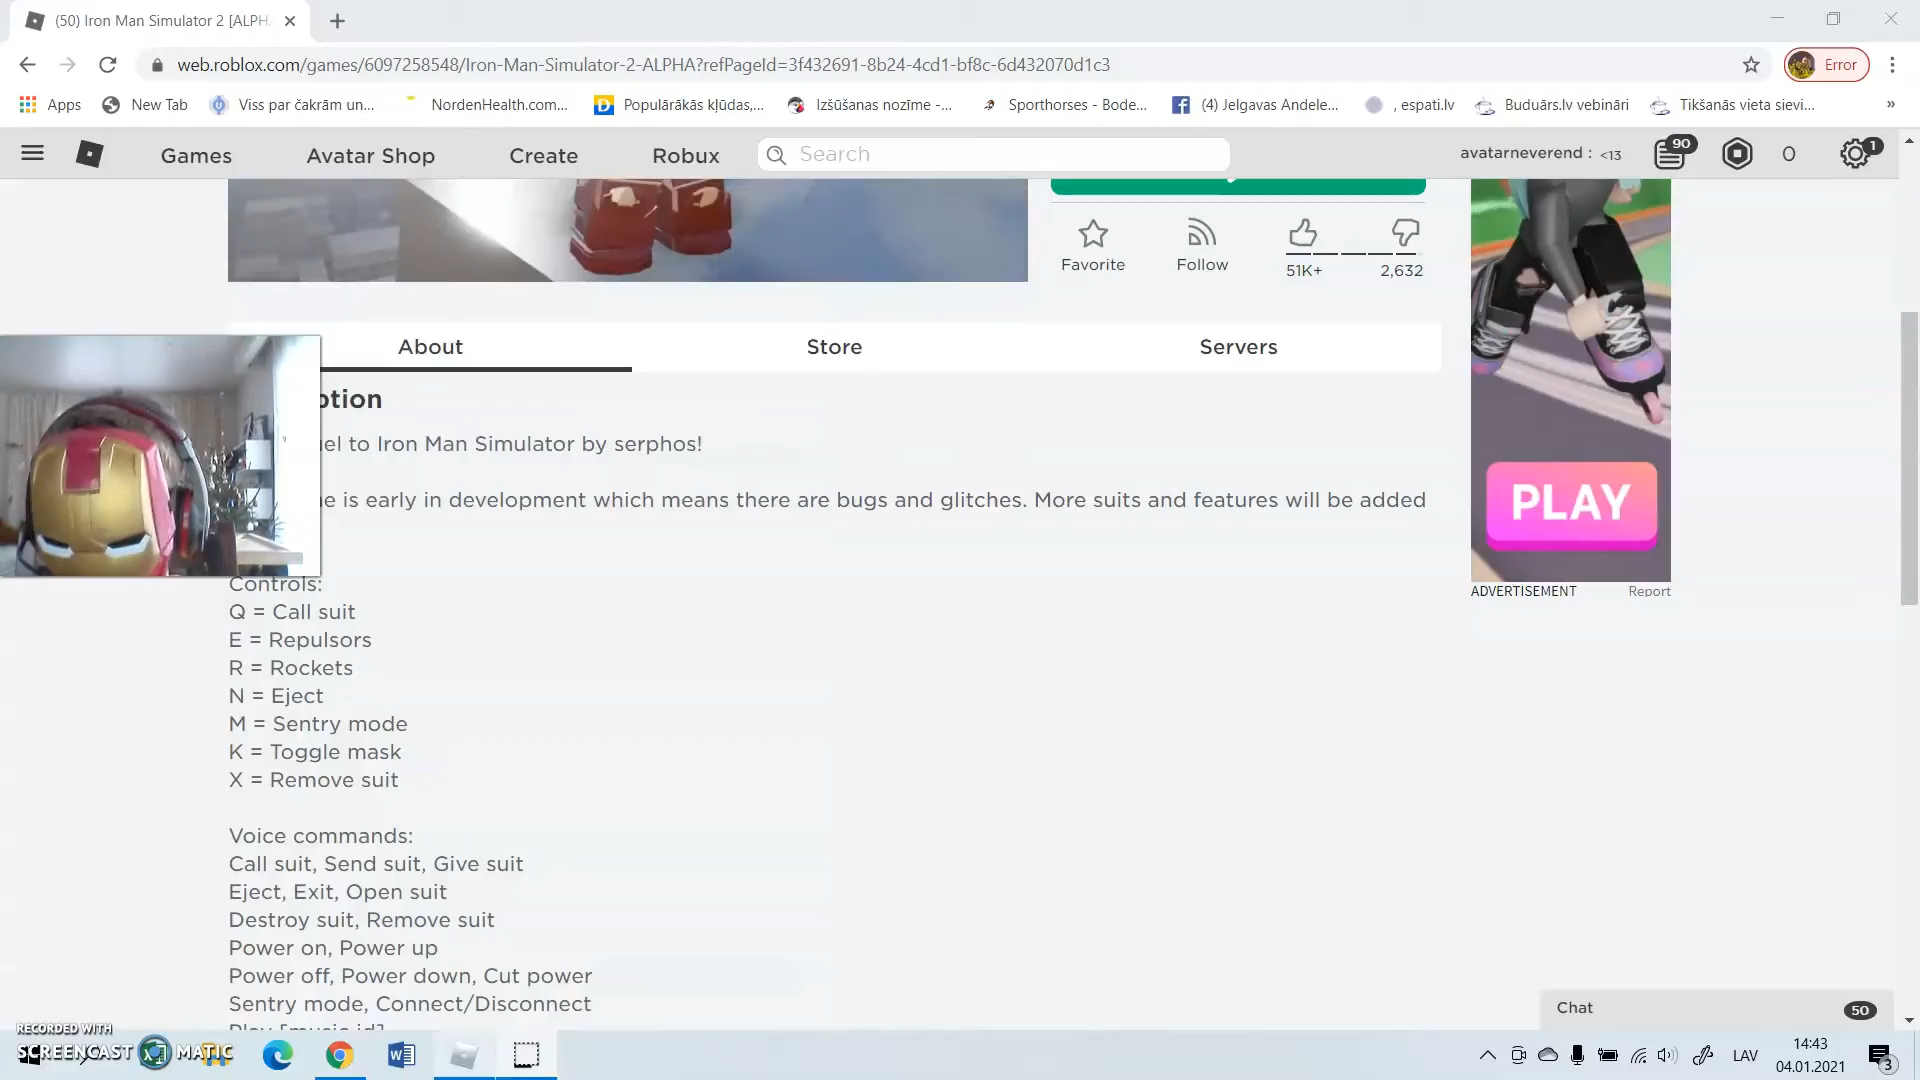 (50) Iron Man Simulator 2 [ALPH
web.roblox.com/games/6097258548/Iron-Man-Simulator-2-ALPHA?refPageId=3f432691-8b24-4cd1-bf8c-6d432070d1c3
Error
Apps
New Tab
Viss par čakrām un...
NordenHealth.com...
Populārākās kļūdas,...
Izšūšanas nozīme -...
Sporthorses - Bode...
(4) Jelgavas Andele...
, espati.lv
Buduārs.lv vebināri
Tikšanās vieta sievi...
»
Games
Avatar Shop
Create
Robux
Search
avatarneverend : <13
90
0
1
Favorite
Follow
51K+
2,632
About
Store
Servers
ption
uel to Iron Man Simulator by serphos!
e is early in development which means there are bugs and glitches. More suits and features will be added
PLAY
ADVERTISEMENT
Report
Controls:
Q = Call suit
E = Repulsors
R = Rockets
N = Eject
M = Sentry mode
K = Toggle mask
X = Remove suit
Voice commands:
Call suit, Send suit, Give suit
Eject, Exit, Open suit
Destroy suit, Remove suit
Power on, Power up
Power off, Power down, Cut power
Sentry mode, Connect/Disconnect
Play [music id]
Chat
50
RECORDED WITH
SCREENCAST MATIC
LAV
14:43
04.01.2021
3